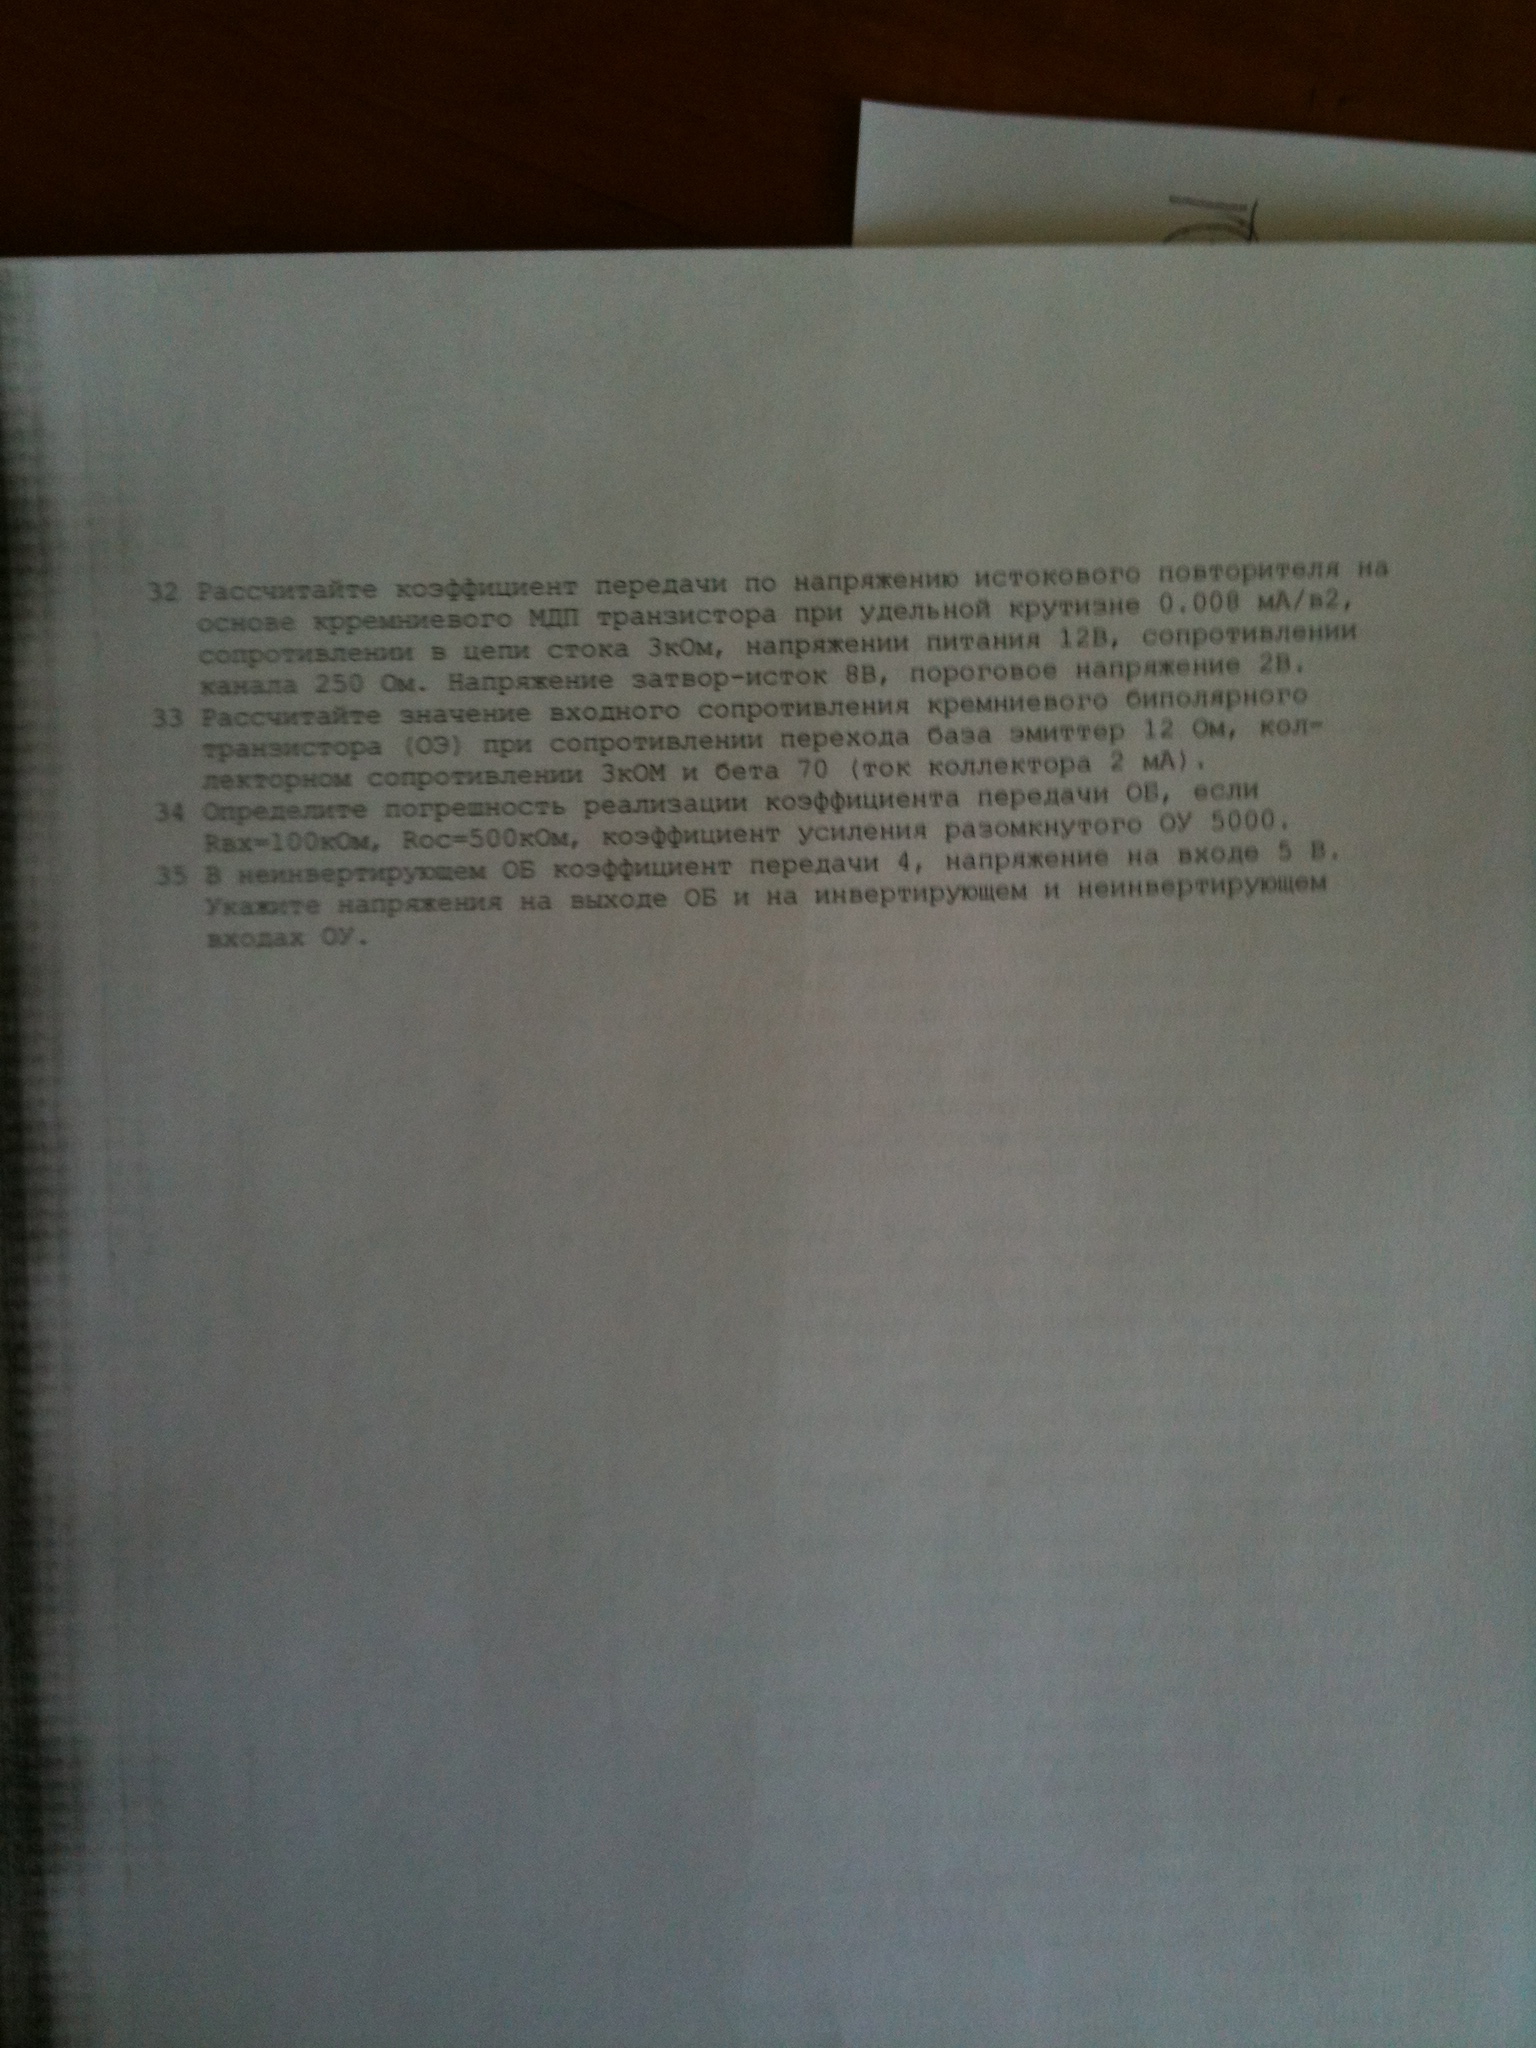 32 Рассчитайте коэффициент передачи по напряжению истокового повторителя на
основе крремниевого МДП транзистора при удельной крутизне 0.008 мА/в2,
сопротивлении в цепи стока 3кОм, напряжении питания 12В, сопротивлении
канала 250 Ом. Напряжение затвор-исток 8В, пороговое напряжение 2В.
33 Рассчитайте значение входного сопротивления кремниевого биполярного
транзистора (ОЭ) при сопротивлении перехода база эмиттер 12 Ом, кол-
лекторном сопротивлении 3кОМ и бета 70 (ток коллектора 2 мА).
34 Определите погрешность реализации коэффициента передачи ОБ, если
Rвх=100кОм, Rос=500кОм, коэффициент усиления разомкнутого ОУ 5000.
35 В неинвертирующем ОБ коэффициент передачи 4, напряжение на входе 5 В.
Укажите напряжения на выходе ОБ и на инвертирующем и неинвертирующем
входах ОУ.